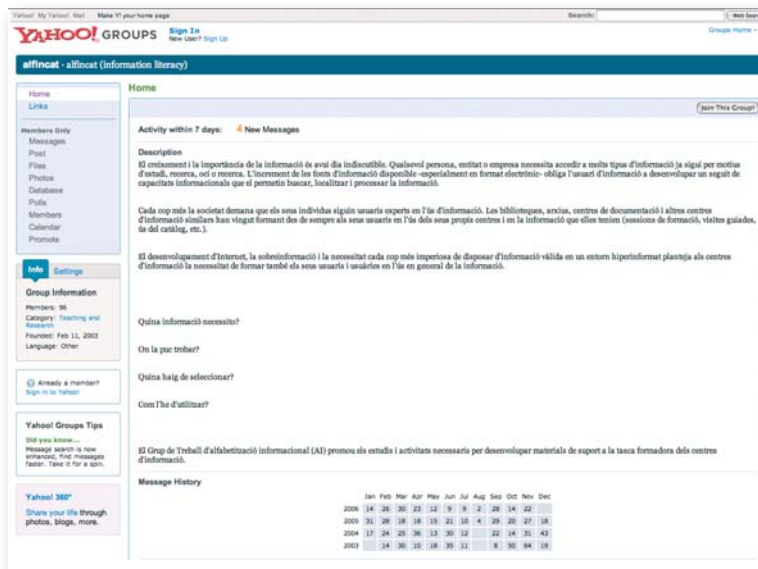 Yahoo! My Yahoo! Mail Make Y! your home page
Search:
Web Sear
YAHOO! GROUPS
Sign In
New User? Sign Up
Groups Home -
alfincat - alfincat (information literacy)
Home
Links
Members Only
Messages
Post
Files
Photos
Database
Polls
Members
Calendar
Promote
Info Settings
Group Information
Members: 96
Category: Teaching and
Research
Founded: Feb 11, 2003
Language: Other
Already a member?
Sign in to Yahoo!
Yahoo! Groups Tips
Did you know...
Message search is now
enhanced, find messages
faster. Take it for a spin.
Yahoo! 360°
Share your life through
photos, blogs, more.
Home
Join This Group!
Activity within 7 days: 4 New Messages
Description
El creixement i la importància de la informació és avui dia indiscutible. Qualsevol persona, entitat o empresa necessita accedir a molts tipus d'informació ja sigui per motius
d'estudi, recerca, oci o recerca. L'increment de les fonts d'informació disponible -especialment en format electrònic- obliga l'usuari d'informació a desenvolupar un seguit de
capacitats informacionals que el permetin buscar, localitzar i processar la informació.
Cada cop més la societat demana que els seus individus siguin usuaris experts en l'ús d'informació. Les biblioteques, arxius, centres de documentació i altres centres
d'informació similars han vingut formant des de sempre als seus usuaris en l'ús dels seus propis centres i en la informació que elles tenien (sessions de formació, visites guiades,
ús del catàleg, etc.).
El desenvolupament d'Internet, la sobreinformació i la necessitat cada cop més imperiosa de disposar d'informació vàlida en un entorn hiperinformat planteja als centres
d'informació la necessitat de formar també els seus usuaris i usuàries en l'ús en general de la informació.
Quina informació necessito?
On la puc trobar?
Quina haig de seleccionar?
Com l'he d'utilitzar?
El Grup de Treball d'alfabetització informacional (AI) promou els estudis i activitats necessaris per desenvolupar materials de suport a la tasca formadora dels centres
d'informació.
Message History
Jan Feb Mar Apr May Jun Jul Aug Sep Oct Nov Dec
2006 14 26 30 23 12 9 9 2 28 14 22
2005 31 28 18 18 15 21 10 4 29 20 27 18
2004 17 24 25 36 13 30 12 22 14 31 43
2003 14 30 10 18 35 11 8 50 64 19